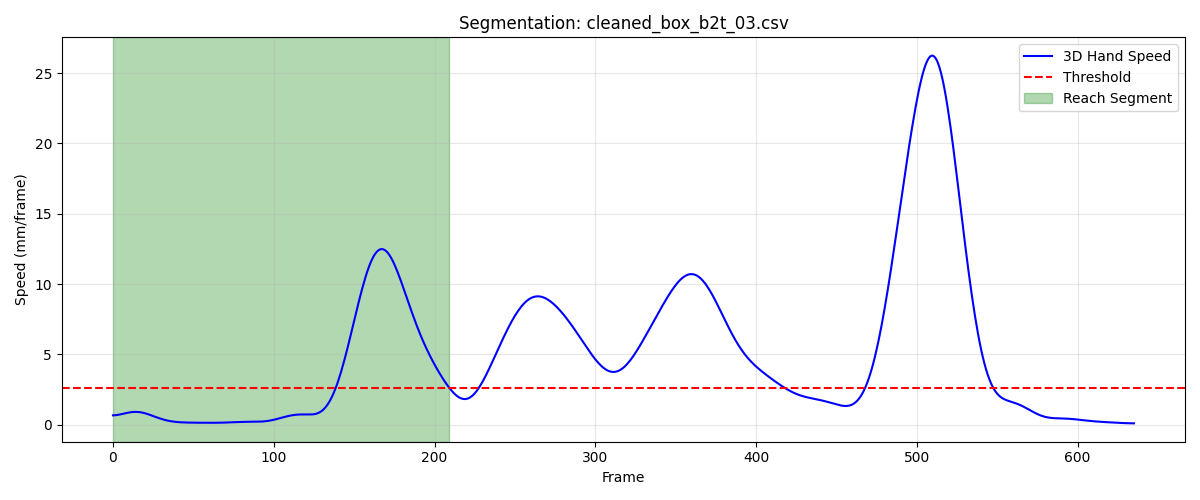 Segmentation: cleaned_box_b2t_03.csv
3D Hand Speed
Threshold
Reach Segment
Speed (mm/frame)
25
20
15
10
5
0
0 100 200 300 400 500 600
Frame